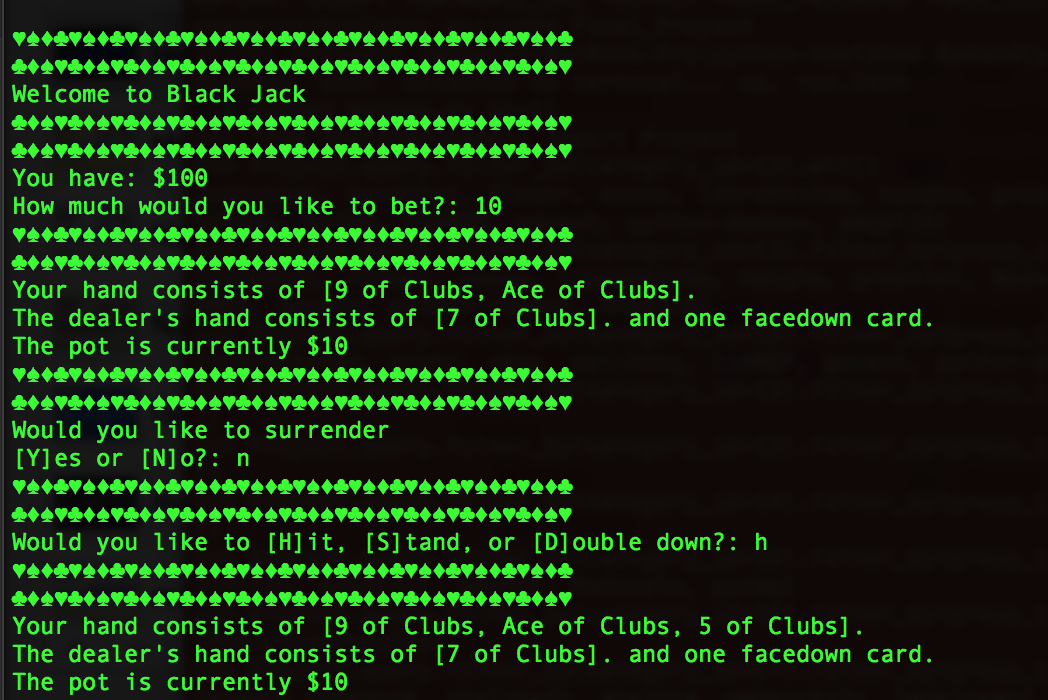 ♥♠♦♣♥♠♦♣♥♠♦♣♥♠♦♣♥♠♦♣♥♠♦♣♥♠♦♣♥♠♦♣♥♠♦♣♥♠♦♣
♣♦♠♥♣♦♠♥♣♦♠♥♣♦♠♥♣♦♠♥♣♦♠♥♣♦♠♥♣♦♠♥♣♦♠♥♣♦♠♥
Welcome to Black Jack
♣♦♠♥♣♦♠♥♣♦♠♥♣♦♠♥♣♦♠♥♣♦♠♥♣♦♠♥♣♦♠♥♣♦♠♥♣♦♠♥
♣♦♠♥♣♦♠♥♣♦♠♥♣♦♠♥♣♦♠♥♣♦♠♥♣♦♠♥♣♦♠♥♣♦♠♥♣♦♠♥
You have: $100
How much would you like to bet?: 10
♥♠♦♣♥♠♦♣♥♠♦♣♥♠♦♣♥♠♦♣♥♠♦♣♥♠♦♣♥♠♦♣♥♠♦♣♥♠♦♣
♣♦♠♥♣♦♠♥♣♦♠♥♣♦♠♥♣♦♠♥♣♦♠♥♣♦♠♥♣♦♠♥♣♦♠♥♣♦♠♥
Your hand consists of [9 of Clubs, Ace of Clubs].
The dealer's hand consists of [7 of Clubs]. and one facedown card.
The pot is currently $10
♥♠♦♣♥♠♦♣♥♠♦♣♥♠♦♣♥♠♦♣♥♠♦♣♥♠♦♣♥♠♦♣♥♠♦♣♥♠♦♣
♣♦♠♥♣♦♠♥♣♦♠♥♣♦♠♥♣♦♠♥♣♦♠♥♣♦♠♥♣♦♠♥♣♦♠♥♣♦♠♥
Would you like to surrender
[Y]es or [N]o?: n
♥♠♦♣♥♠♦♣♥♠♦♣♥♠♦♣♥♠♦♣♥♠♦♣♥♠♦♣♥♠♦♣♥♠♦♣♥♠♦♣
♣♦♠♥♣♦♠♥♣♦♠♥♣♦♠♥♣♦♠♥♣♦♠♥♣♦♠♥♣♦♠♥♣♦♠♥♣♦♠♥
Would you like to [H]it, [S]tand, or [D]ouble down?: h
♥♠♦♣♥♠♦♣♥♠♦♣♥♠♦♣♥♠♦♣♥♠♦♣♥♠♦♣♥♠♦♣♥♠♦♣♥♠♦♣
♣♦♠♥♣♦♠♥♣♦♠♥♣♦♠♥♣♦♠♥♣♦♠♥♣♦♠♥♣♦♠♥♣♦♠♥♣♦♠♥
Your hand consists of [9 of Clubs, Ace of Clubs, 5 of Clubs].
The dealer's hand consists of [7 of Clubs]. and one facedown card.
The pot is currently $10